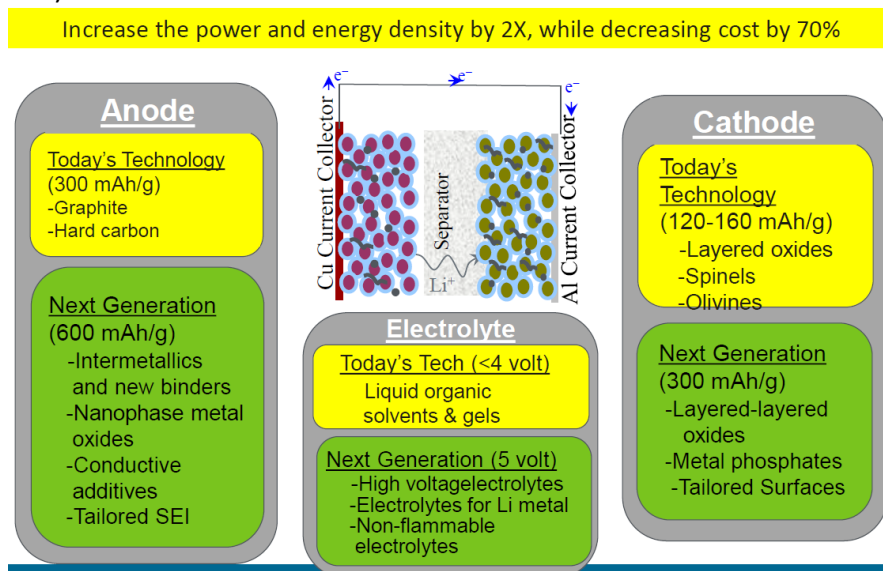 Increase the power and energy density by 2X, while decreasing cost by 70%
Anode
Today's Technology
(300 mAh/g)
-Graphite
-Hard carbon
Next Generation
(600 mAh/g)
-Intermetallics
and new binders
-Nanophase metal
oxides
-Conductive
additives
-Tailored SEI
e⁻
e⁻
e⁻
Cu Current Collector
Separator
Li⁺
Al Current Collector
Electrolyte
Today's Tech (<4 volt)
Liquid organic
solvents & gels
Next Generation (5 volt)
-High voltagelectrolytes
-Electrolytes for Li metal
-Non-flammable
electrolytes
Cathode
Today's
Technology
(120-160 mAh/g)
-Layered oxides
-Spinels
-Olivines
Next Generation
(300 mAh/g)
-Layered-layered
oxides
-Metal phosphates
-Tailored Surfaces